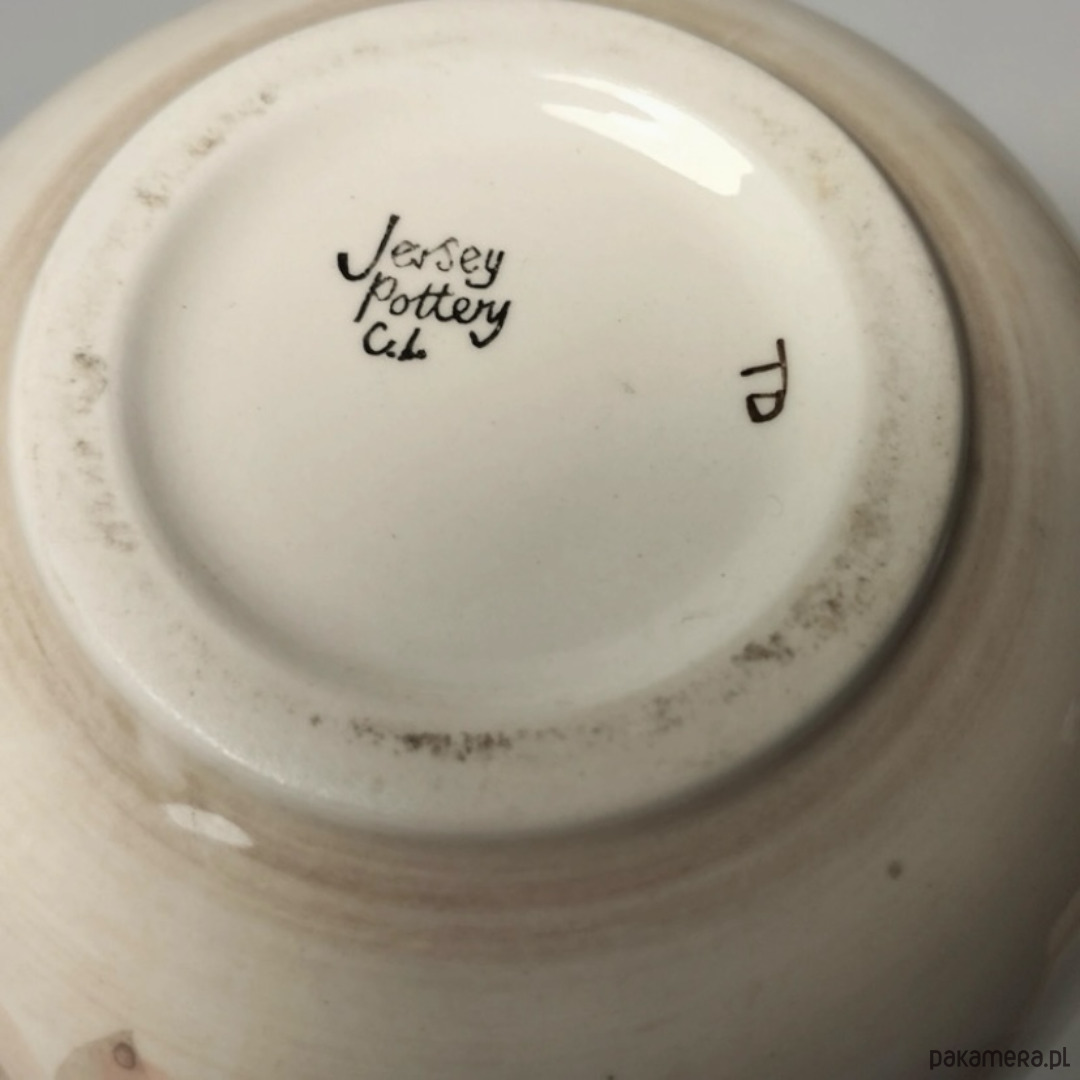 Jersey
Pottery
C.I.
TD
pakamera.pl